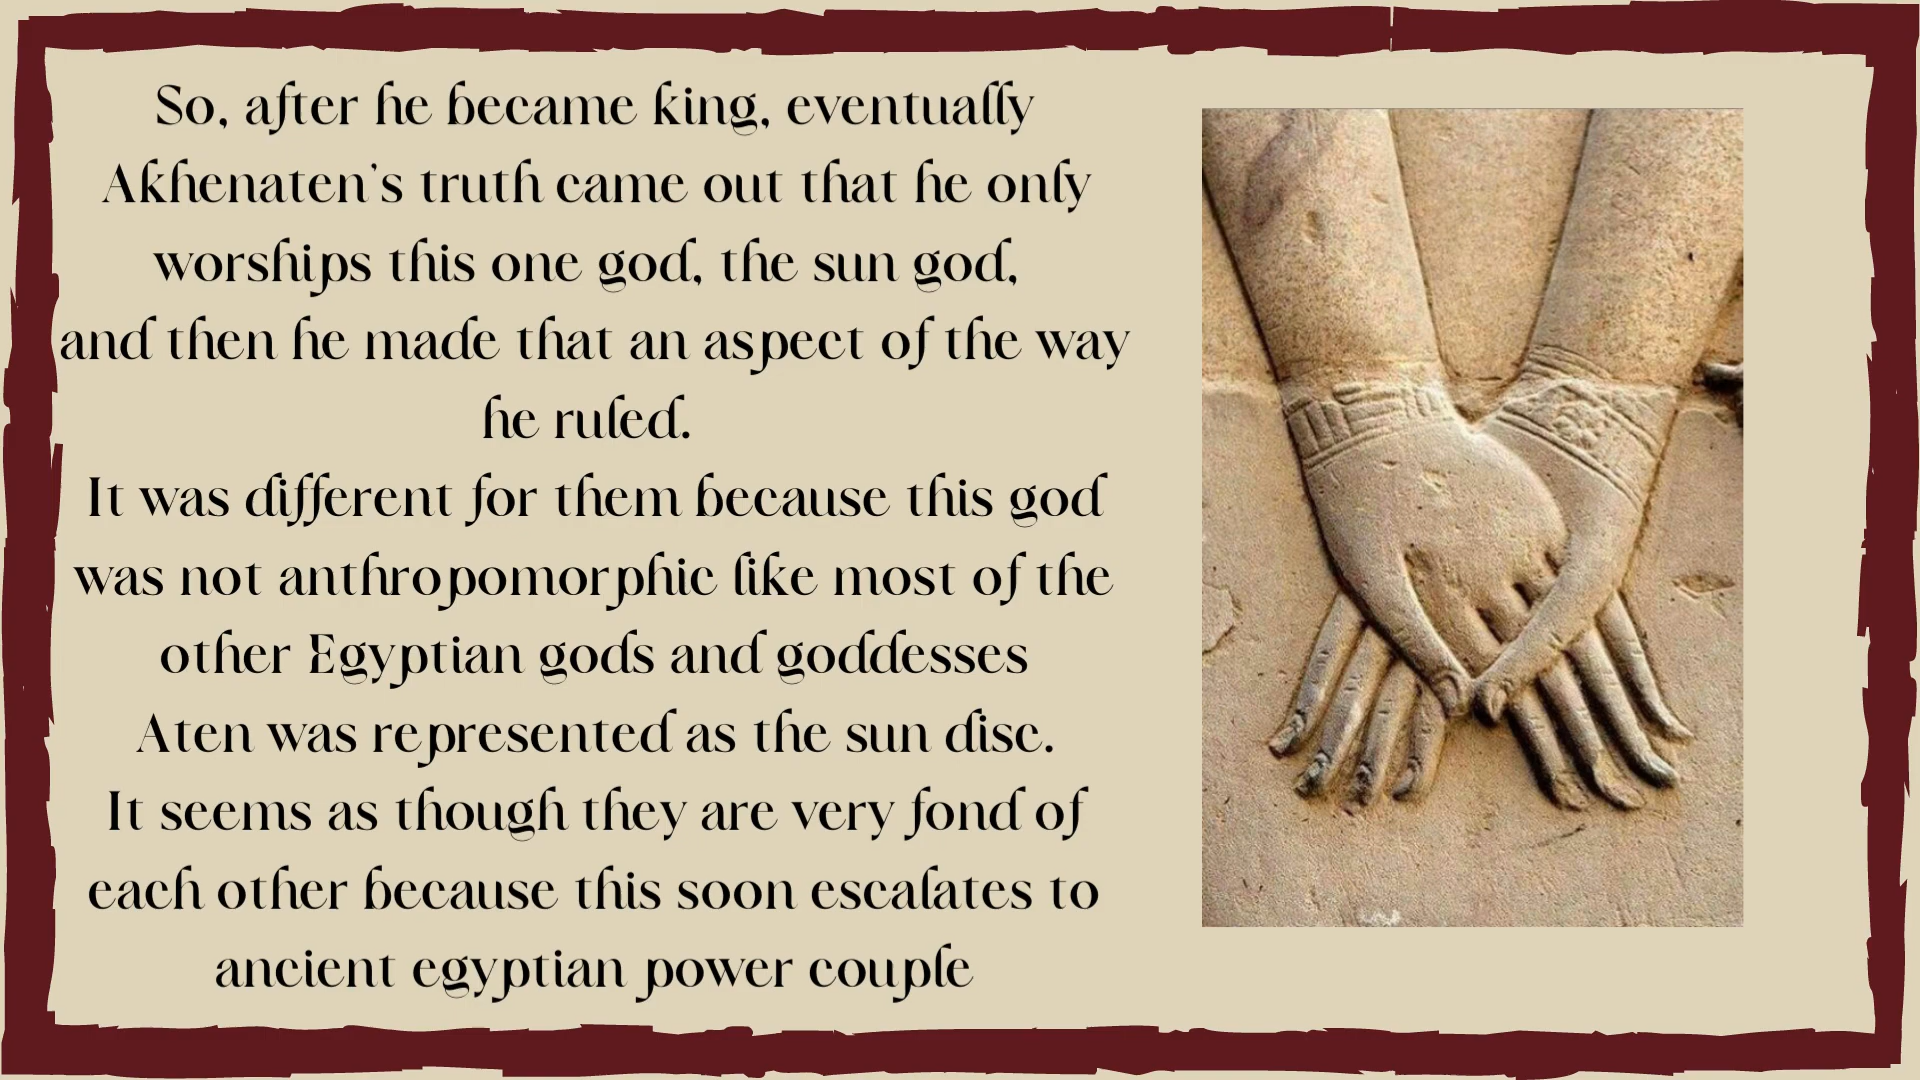 So, after he became king, eventually
Akhenaten's truth came out that he only
worships this one god, the sun god,
and then he made that an aspect of the way
he ruled.
It was different for them because this god
was not anthropomorphic like most of the
other Egyptian gods and goddesses
Aten was represented as the sun disc.
It seems as though they are very fond of
each other because this soon escalates to
ancient egyptian power couple